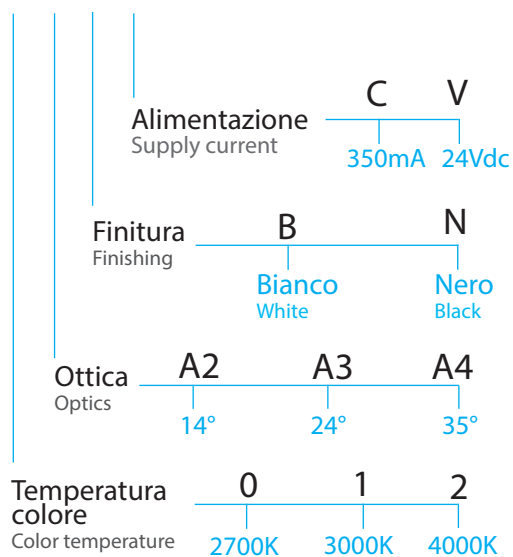 C V
Alimentazione
Supply current
350mA 24Vdc
B N
Finitura
Finishing
Bianco Nero
White Black
A2 A3 A4
Ottica
Optics
14° 24° 35°
0 1 2
Temperatura
colore
Color temperature
2700K 3000K 4000K